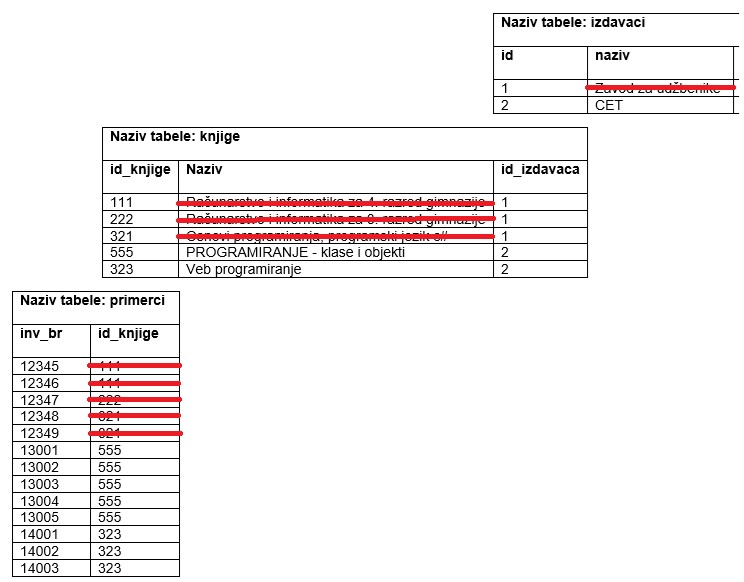 Naziv tabele: izdavaci
id naziv
1 Zavod za udžbenike
2 CET
Naziv tabele: knjige
id_knjige Naziv id_izdavaca
111 Računarstvo i informatika za 4. razred gimnazije 1
222 Računarstvo i informatika za razred gimnazije 1
321 Osnovi programiranja, programski jezik 1
555 PROGRAMIRANJE - klase i objekti 2
323 Veb programiranje 2
Naziv tabele: primerci
inv_br id_knjige
12345 111
12346 111
12347 222
12348 321
12349 321
13001 555
13002 555
13003 555
13004 555
13005 555
14001 323
14002 323
14003 323